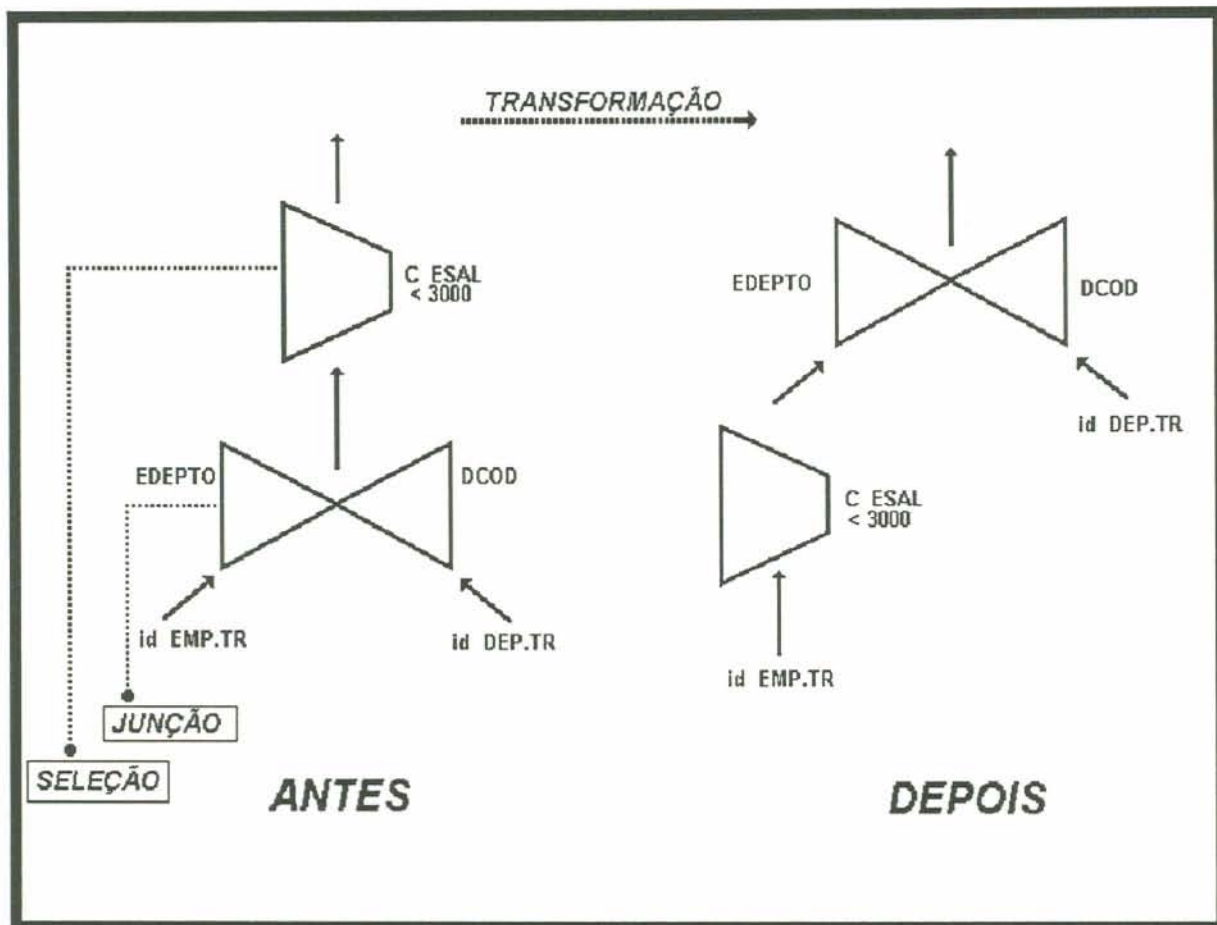 TRANSFORMAÇÃO
C ESAL
< 3000
EDEPTO
DCOD
id EMP.TR
id DEP.TR
JUNÇÃO
SELEÇÃO
ANTES
EDEPTO
DCOD
id DEP.TR
C ESAL
< 3000
id EMP.TR
DEPOIS